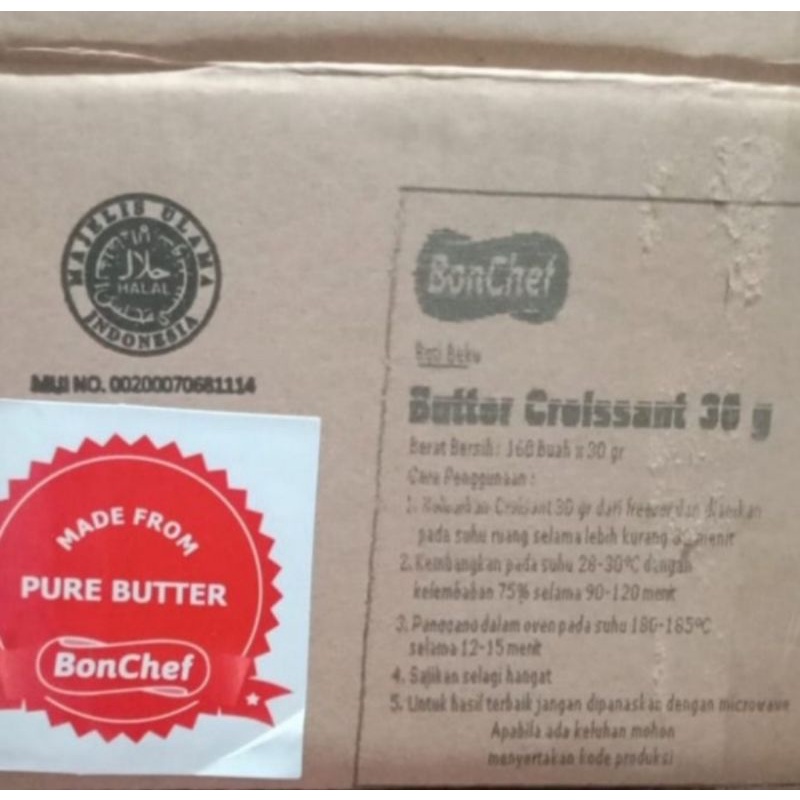 MAJELIS ULAMA
حلال
HALAL
INDONESIA
MUI NO. 00200070681114
MADE FROM
PURE BUTTER
BonChef
BonChef
Roti Beku
Butter Croissant 30 g
Berat Bersih : 160 buah x 30 gr
Cara Penggunaan :
1. Keluarkan Croissant 30 gr dari freezer dan diamkan
pada suhu ruang selama lebih kurang menit
2. Kembangkan pada suhu 28-30°C dengan
kelembaban 75% selama 90-120 menit
3. Panggang dalam oven pada suhu 180-185°C
selama 12-15 menit
4. Sajikan selagi hangat
5. Untuk hasil terbaik jangan dipanaskan dengan microwave
Apabila ada keluhan mohon
menyertakan kode produksi